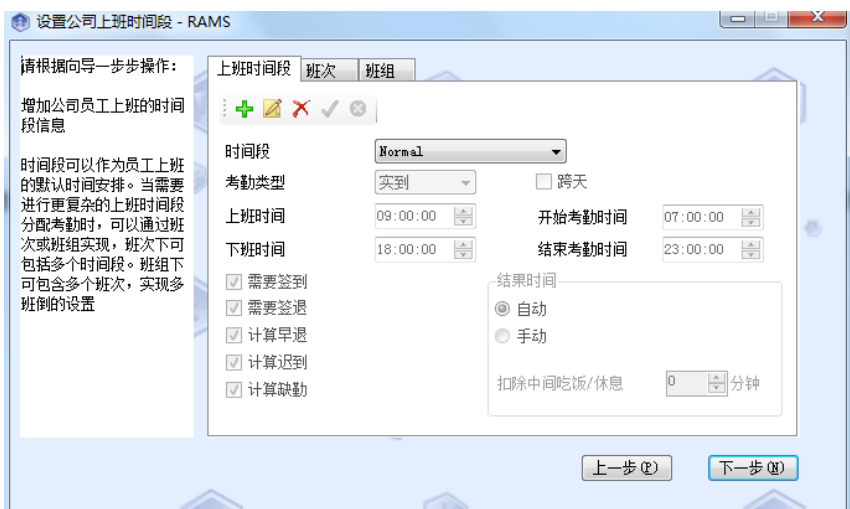 设置公司上班时间段 - RAMS
请根据向导一步步操作：
增加公司员工上班的时间
段信息
时间段可以作为员工上班
的默认时间安排。当需要
进行更复杂的上班时间段
分配考勤时，可以通过班
次或班组实现，班次下可
包括多个时间段。班组下
可包含多个班次，实现多
班倒的设置
上班时间段 班次 班组
时间段 Normal
考勤类型 实到 跨天
上班时间 09:00:00 开始考勤时间 07:00:00
下班时间 18:00:00 结束考勤时间 23:00:00
需要签到
需要签退
计算早退
计算迟到
计算缺勤
结果时间
自动
手动
扣除中间吃饭/休息 0 分钟
上一步(P) 下一步(N)